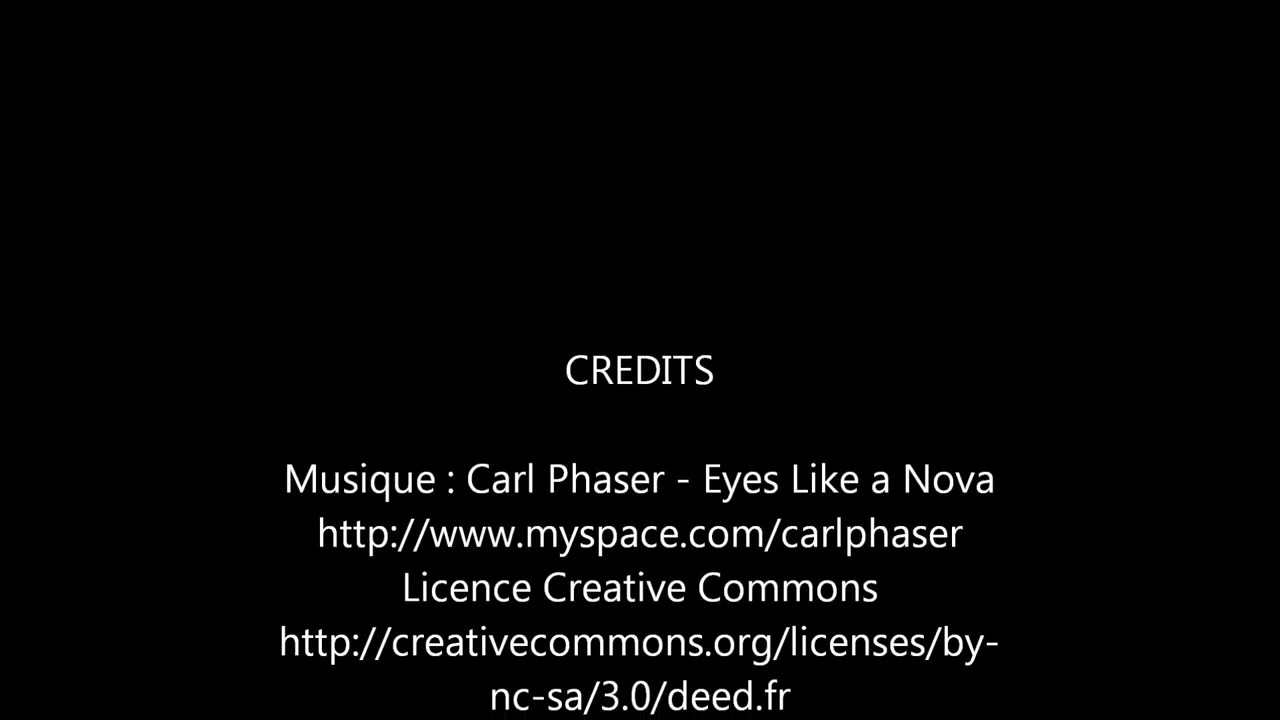 CREDITS
Musique : Carl Phaser - Eyes Like a Nova
http://www.myspace.com/carlphaser
Licence Creative Commons
http://creativecommons.org/licenses/by-
nc-sa/3.0/deed.fr